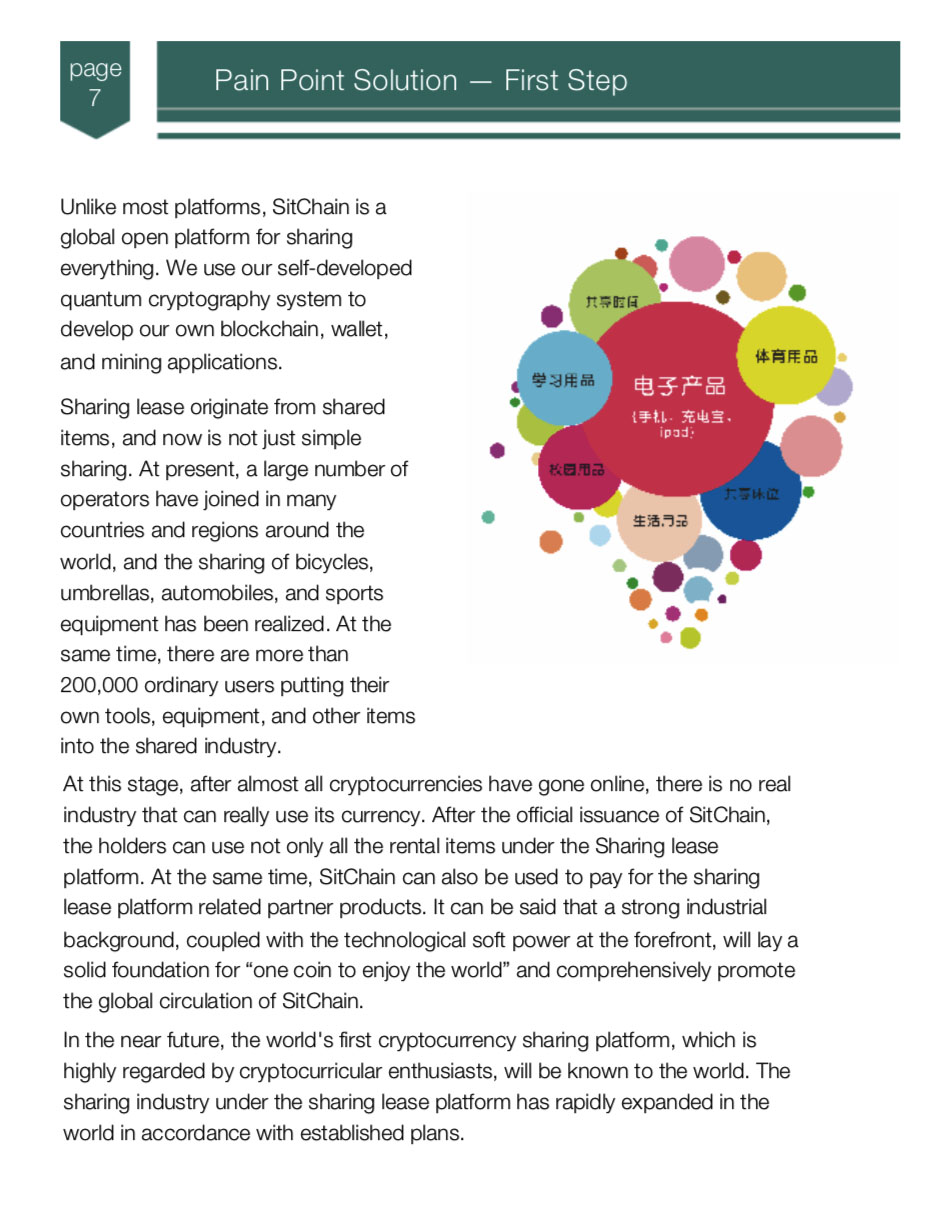 page
7
Pain Point Solution — First Step
Unlike most platforms, SitChain is a
global open platform for sharing
everything. We use our self-developed
quantum cryptography system to
develop our own blockchain, wallet,
and mining applications.
Sharing lease originate from shared
items, and now is not just simple
sharing. At present, a large number of
operators have joined in many
countries and regions around the
world, and the sharing of bicycles,
umbrellas, automobiles, and sports
equipment has been realized. At the
same time, there are more than
200,000 ordinary users putting their
own tools, equipment, and other items
into the shared industry.
共享时间
体育用品
学习用品
电子产品
(手机、充电宝、
ipad)
校园用品
共享床位
生活用品
At this stage, after almost all cryptocurrencies have gone online, there is no real
industry that can really use its currency. After the official issuance of SitChain,
the holders can use not only all the rental items under the Sharing lease
platform. At the same time, SitChain can also be used to pay for the sharing
lease platform related partner products. It can be said that a strong industrial
background, coupled with the technological soft power at the forefront, will lay a
solid foundation for “one coin to enjoy the world” and comprehensively promote
the global circulation of SitChain.
In the near future, the world's first cryptocurrency sharing platform, which is
highly regarded by cryptocurricular enthusiasts, will be known to the world. The
sharing industry under the sharing lease platform has rapidly expanded in the
world in accordance with established plans.